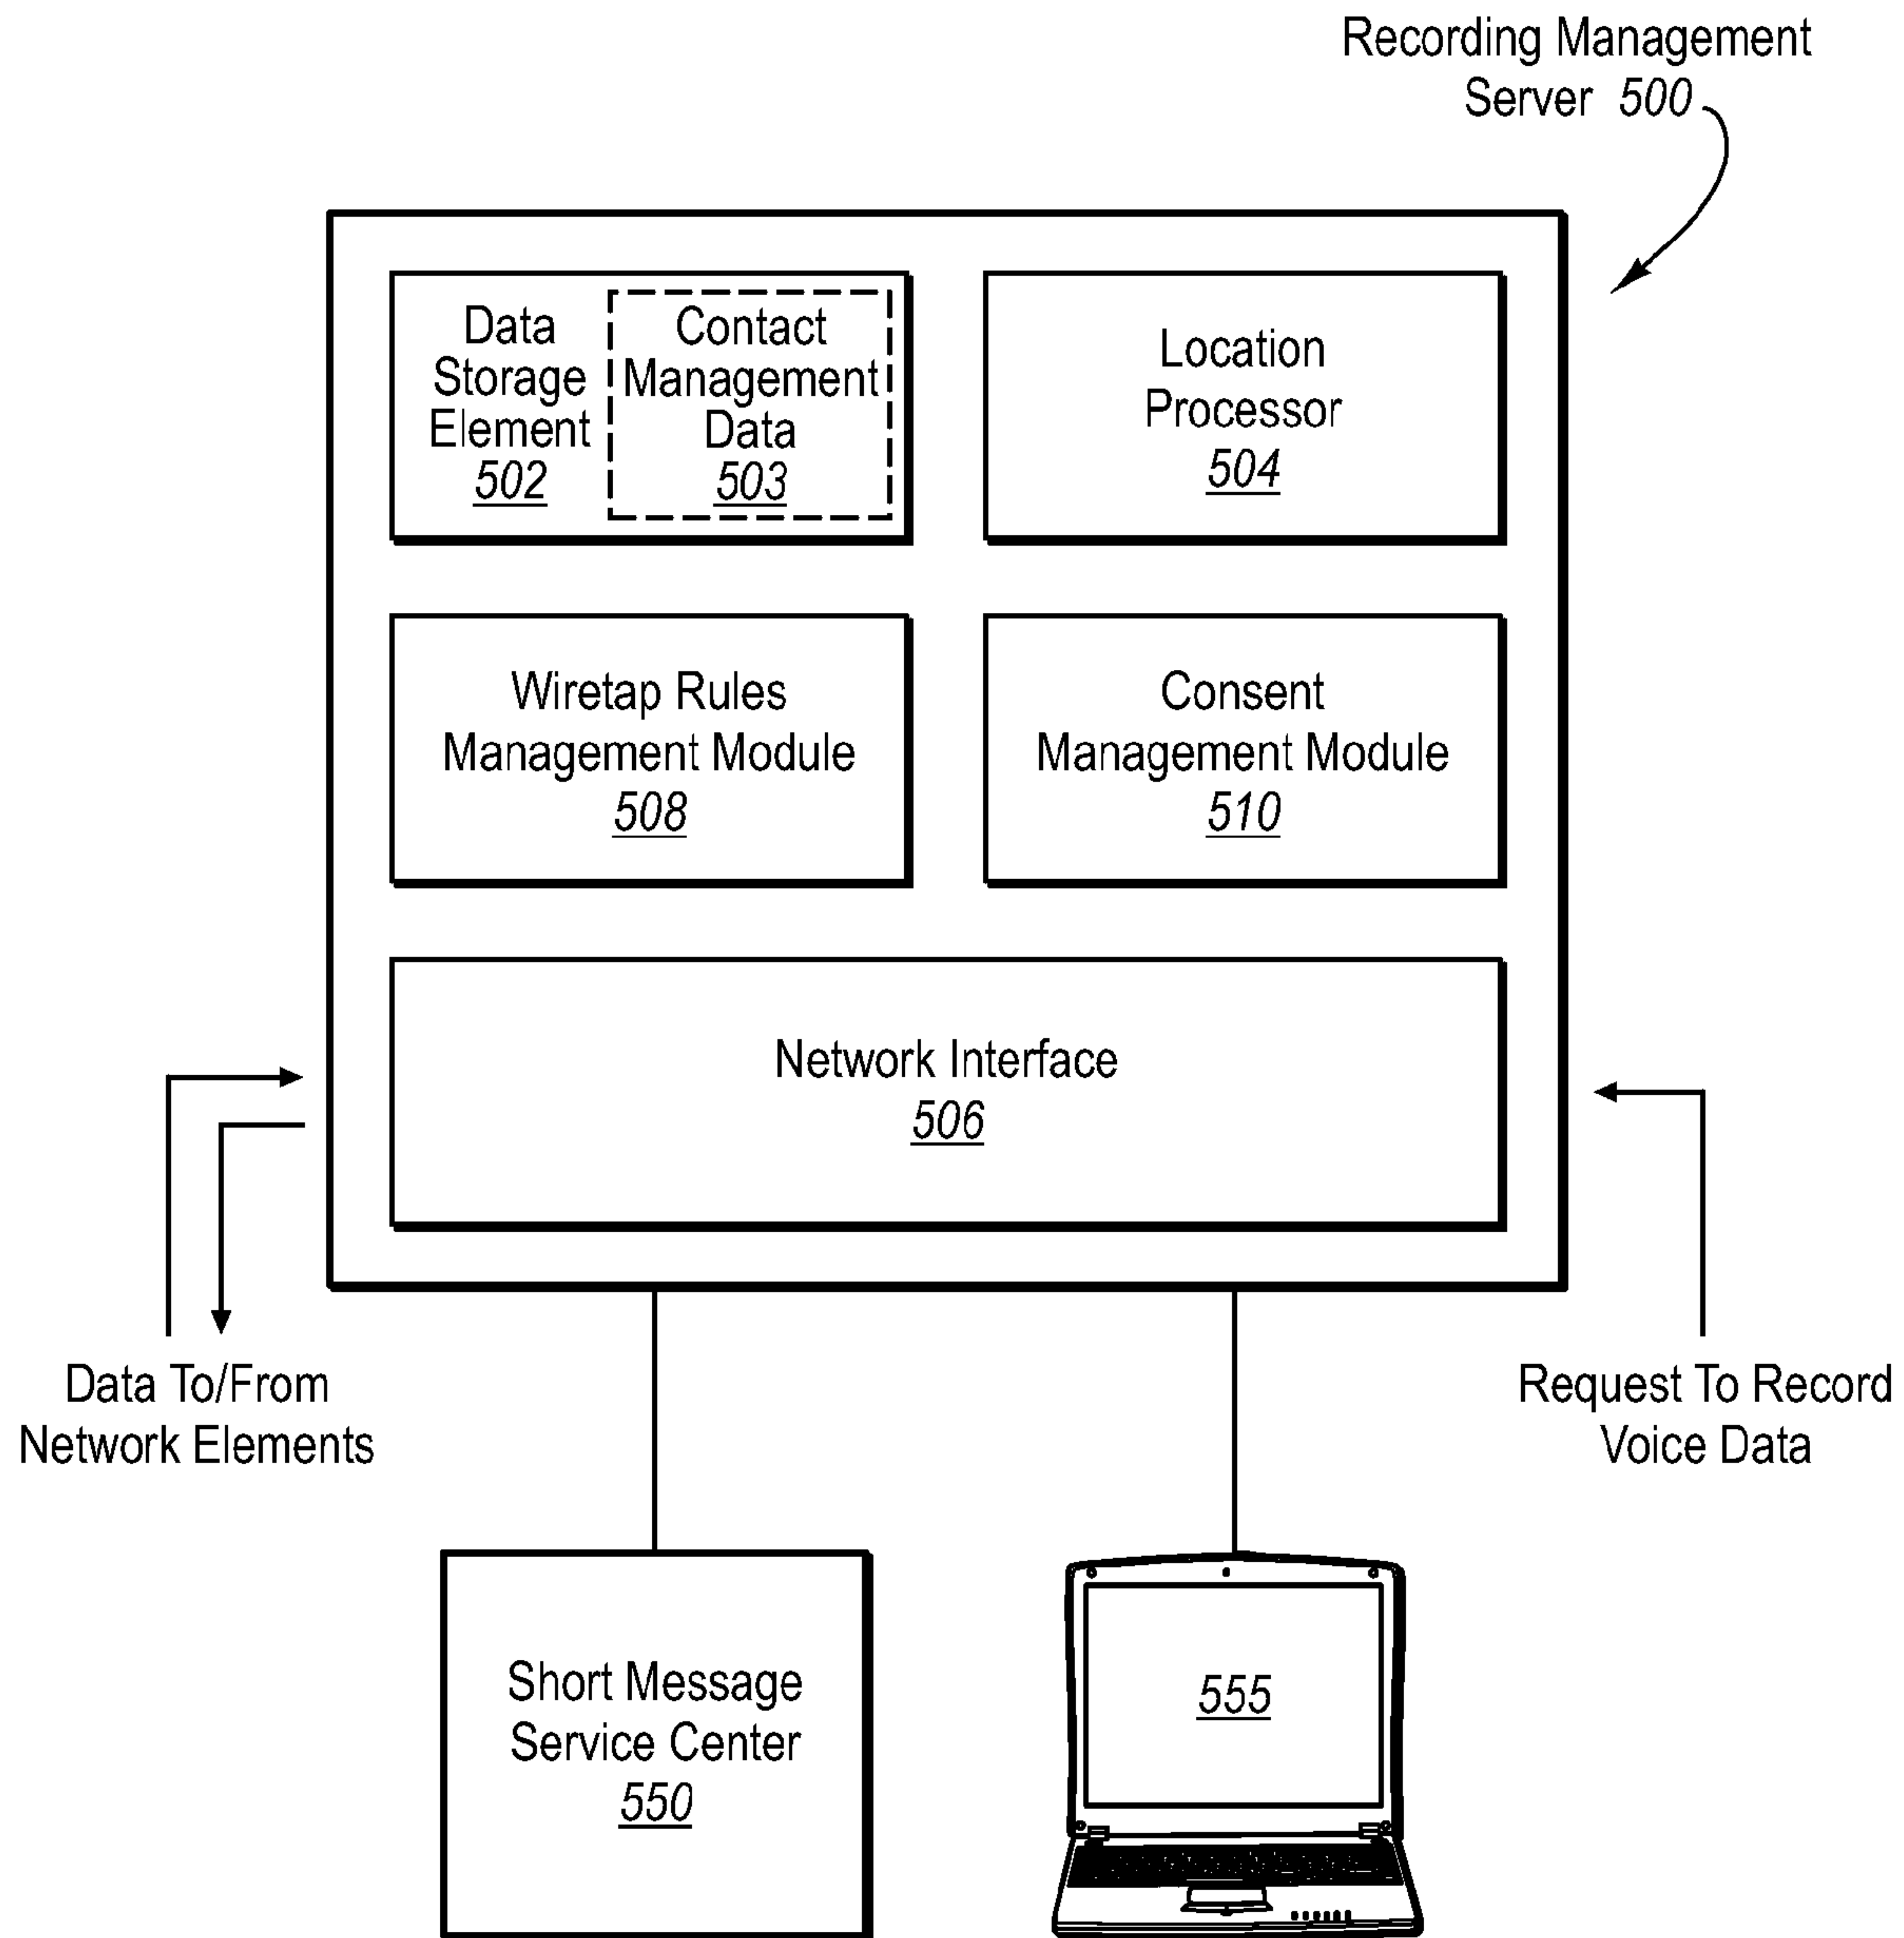 Recording Management
Server 500
Data
Storage
Element
502
Contact
Management
Data
503
Location
Processor
504
Wiretap Rules
Management Module
508
Consent
Management Module
510
Network Interface
506
Data To/From
Network Elements
Request To Record
Voice Data
Short Message
Service Center
550
555